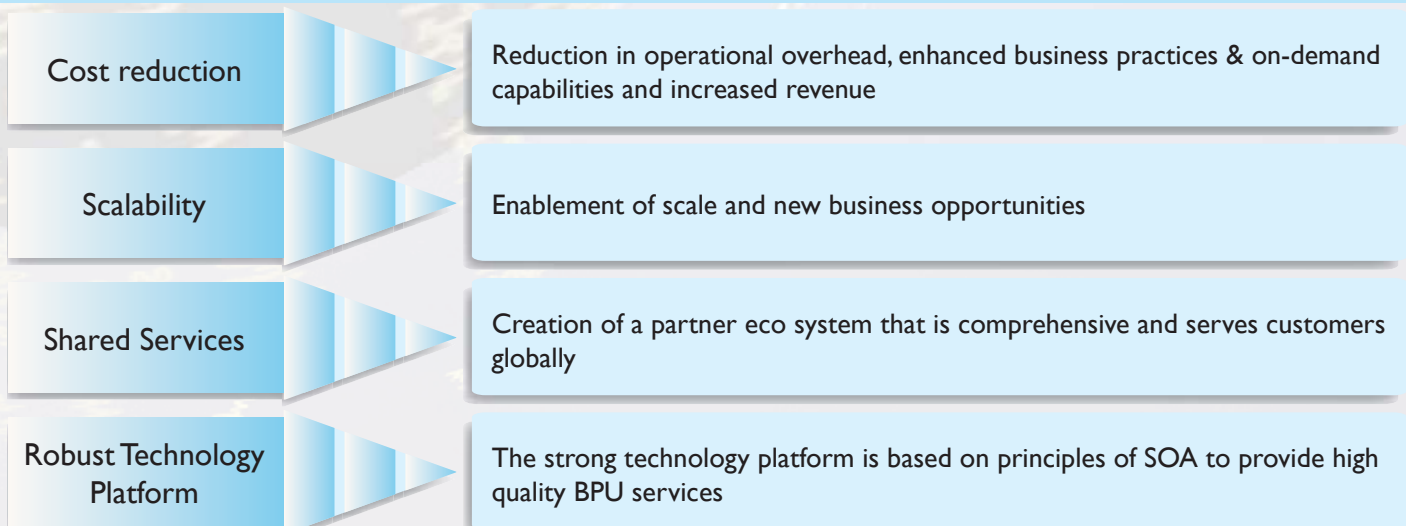 Cost reduction
Reduction in operational overhead, enhanced business practices & on-demand
capabilities and increased revenue
Scalability
Enablement of scale and new business opportunities
Shared Services
Creation of a partner eco system that is comprehensive and serves customers
globally
Robust Technology
Platform
The strong technology platform is based on principles of SOA to provide high
quality BPU services